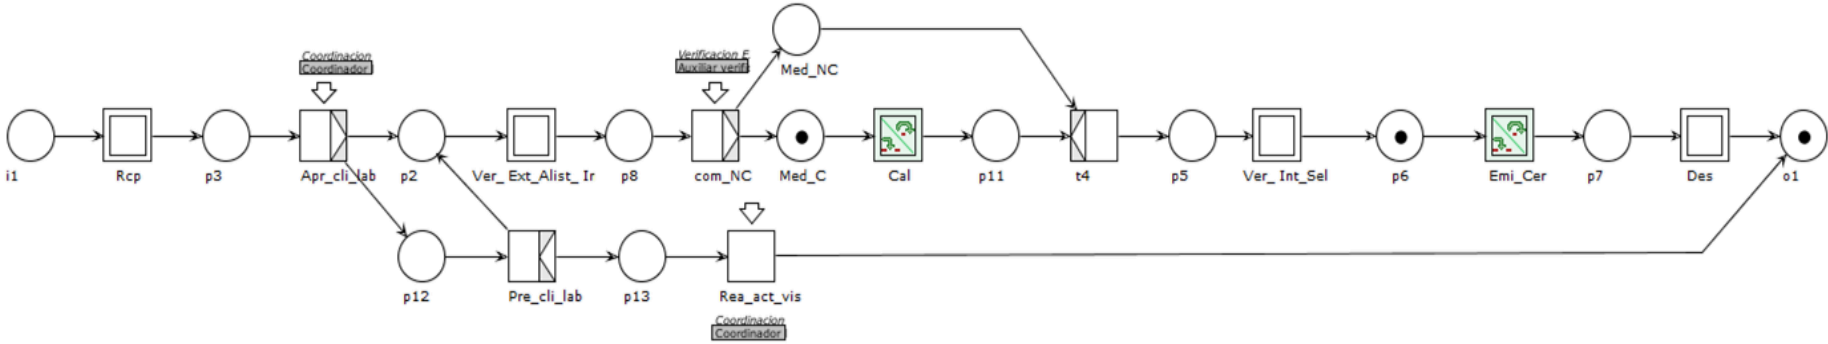 Med_NC
Coordinacion
Coordinador
Verificacion E
Auxiliar verifi
i1
Rcp
p3
Apr_cli_lab
p2
Ver_ Ext_Alist_ Ir
p8
com_NC
Med_C
Cal
p11
t4
p5
Ver_ Int_Sel
p6
Emi_Cer
p7
Des
o1
p12
Pre_cli_lab
p13
Rea_act_vis
Coordinacion
Coordinador